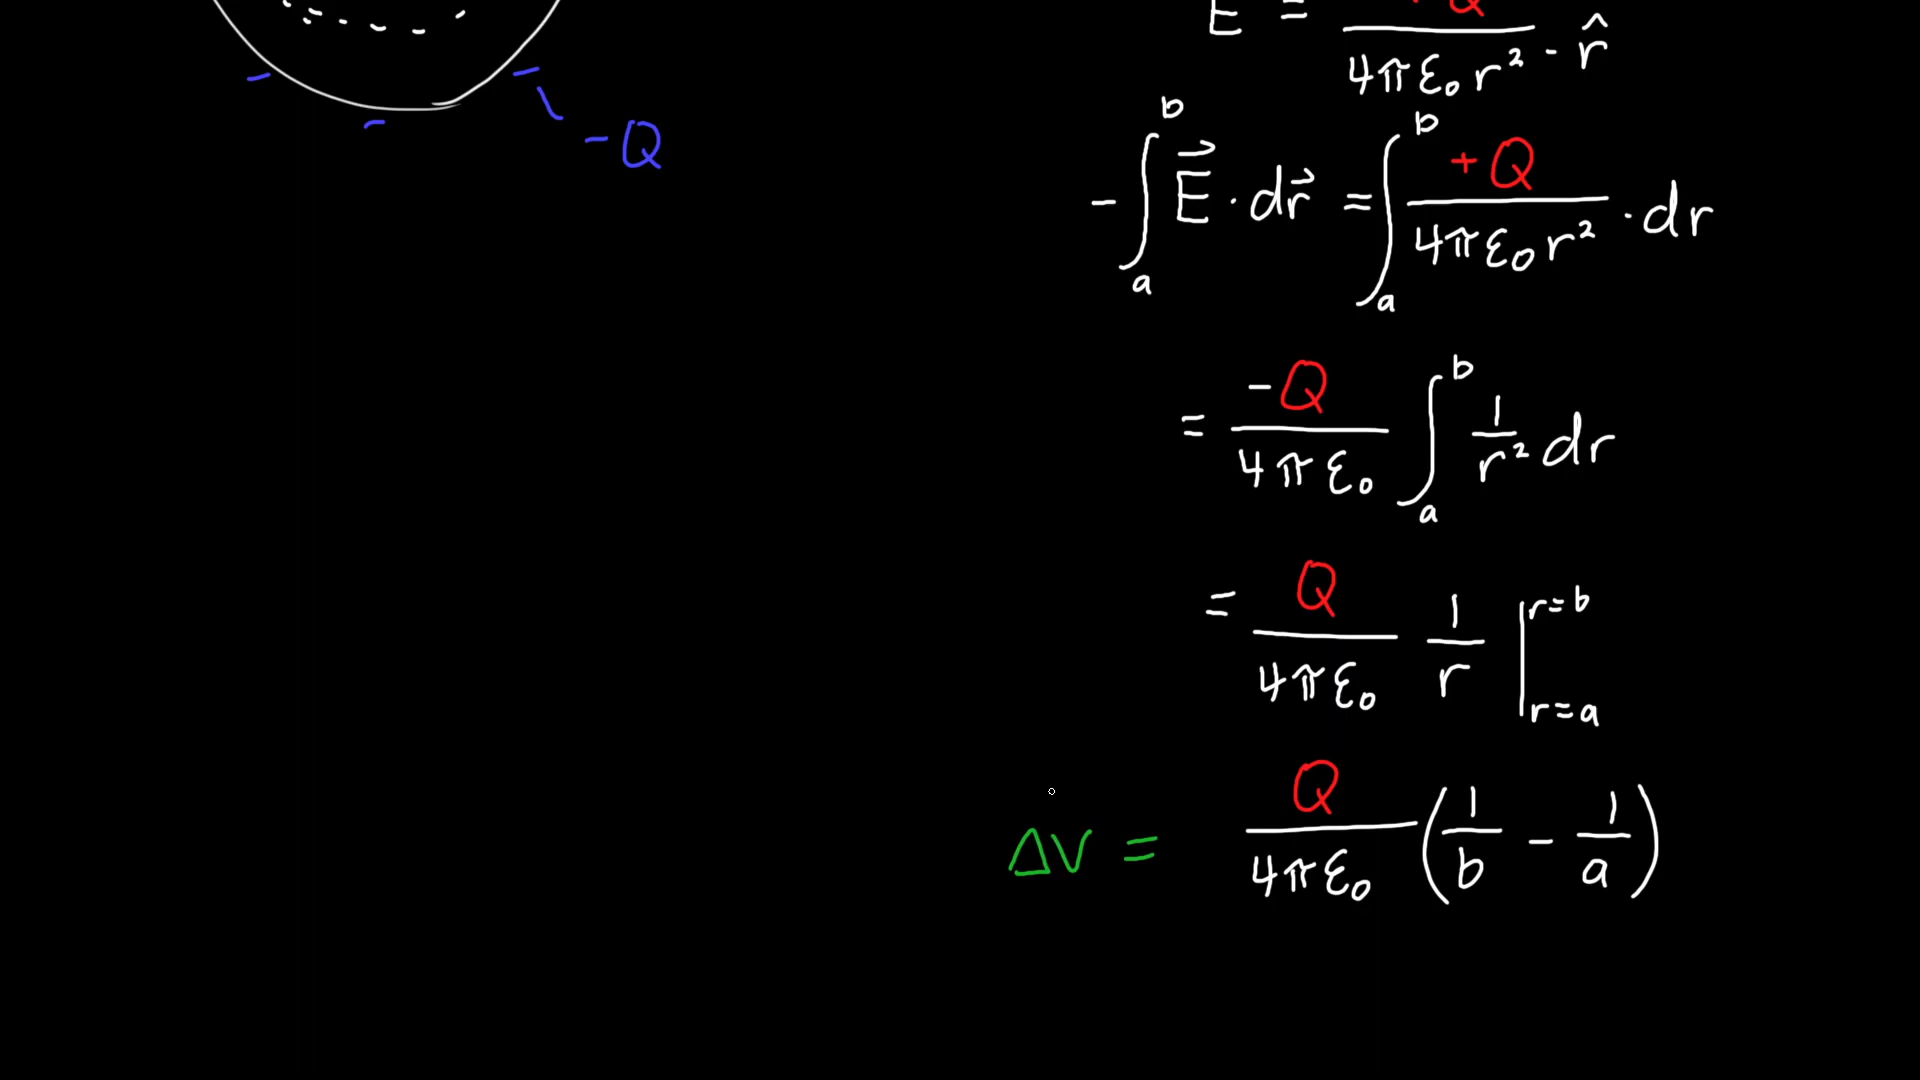 E = +Q / 4πε₀r² · r̂
-Q
-∫ₐᵇ E⃗ · dr⃗ = ∫ₐᵇ +Q / 4πε₀r² · dr
= -Q / 4πε₀ ∫ₐᵇ 1/r² dr
= Q / 4πε₀ 1/r |r=b r=a
ΔV = Q / 4πε₀ (1/b - 1/a)